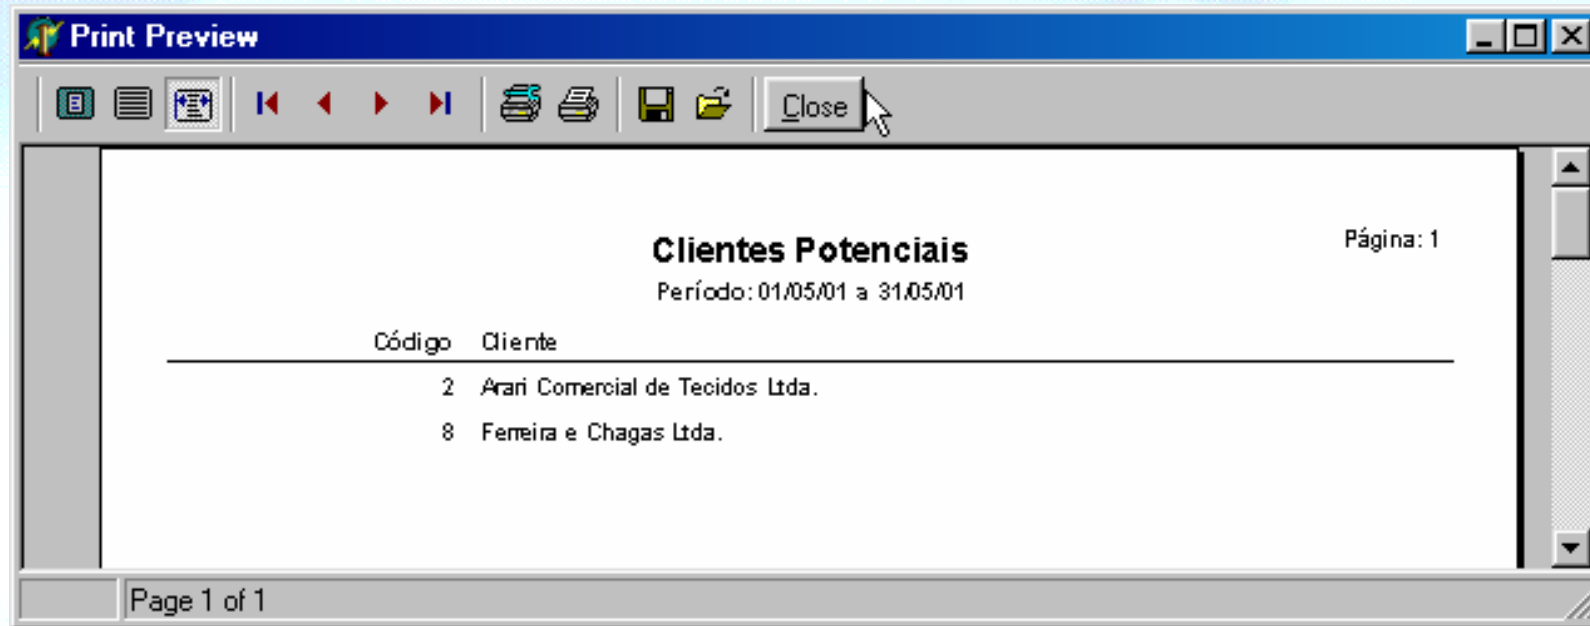 Print Preview
Close
Página: 1
Clientes Potenciais
Período: 01/05/01 a 31/05/01
Código Cliente
2 Arari Comercial de Tecidos Ltda.
8 Ferreira e Chagas Ltda.
Page 1 of 1